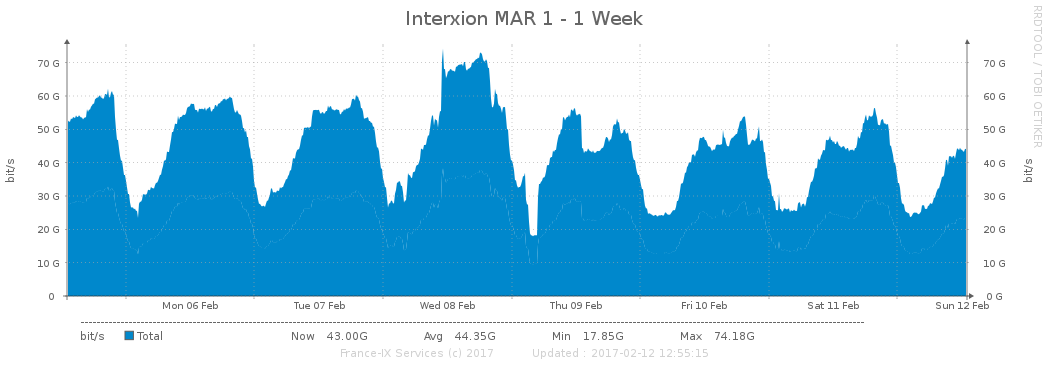 Interxion MAR 1 - 1 Week
RRDTOOL / TOBI OETIKER
bit/s
70 G 70 G
60 G 60 G
50 G 50 G
40 G 40 G
30 G 30 G
20 G 20 G
10 G 10 G
0 0 G
bit/s
Mon 06 Feb Tue 07 Feb Wed 08 Feb Thu 09 Feb Fri 10 Feb Sat 11 Feb Sun 12 Feb
bit/s Total Now 43.00G Avg 44.35G Min 17.85G Max 74.18G
France-IX Services (c) 2017 Updated : 2017-02-12 12:55:15